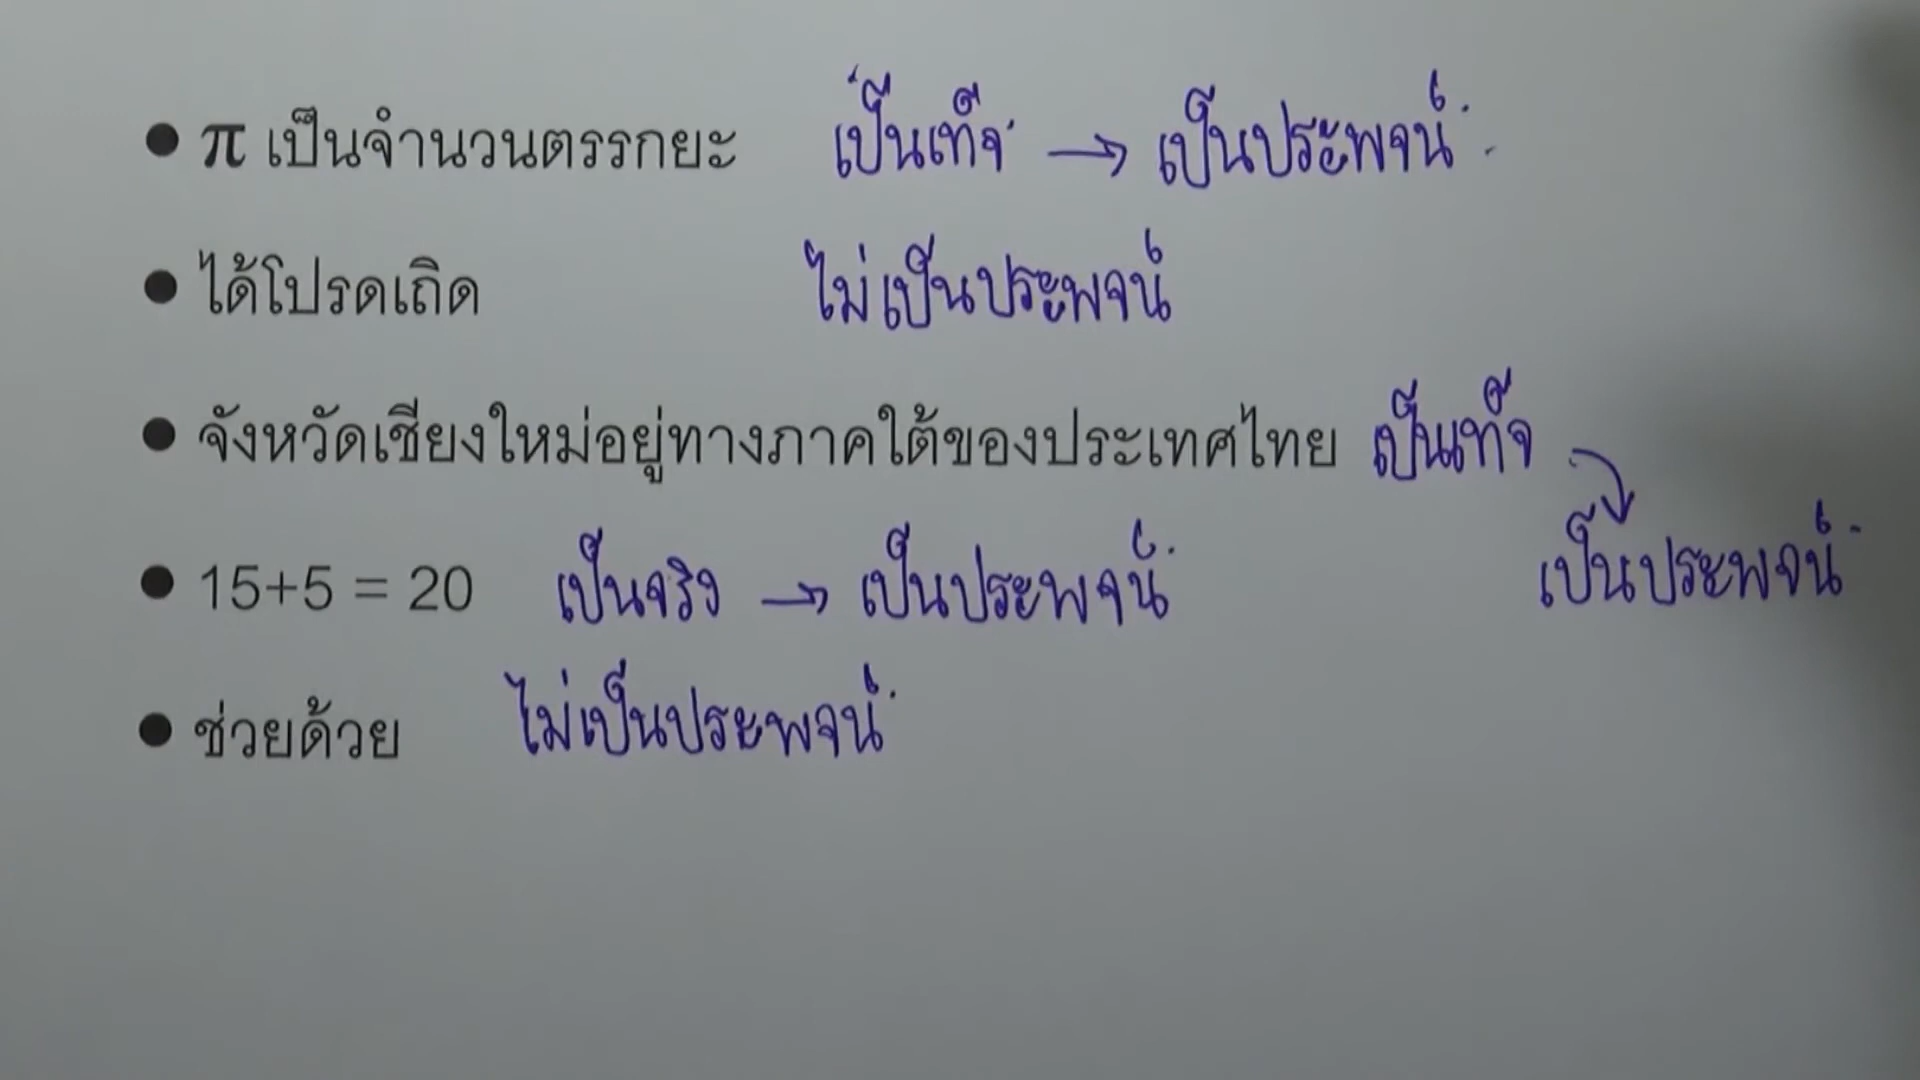 • π เป็นจำนวนตรรกยะ เป็นเท็จ → เป็นประพจน์
• ได้โปรดเถิด ไม่เป็นประพจน์
• จังหวัดเชียงใหม่อยู่ทางภาคใต้ของประเทศไทย เป็นเท็จ
เป็นประพจน์
• 15+5 = 20 เป็นจริง → เป็นประพจน์
• ช่วยด้วย ไม่เป็นประพจน์